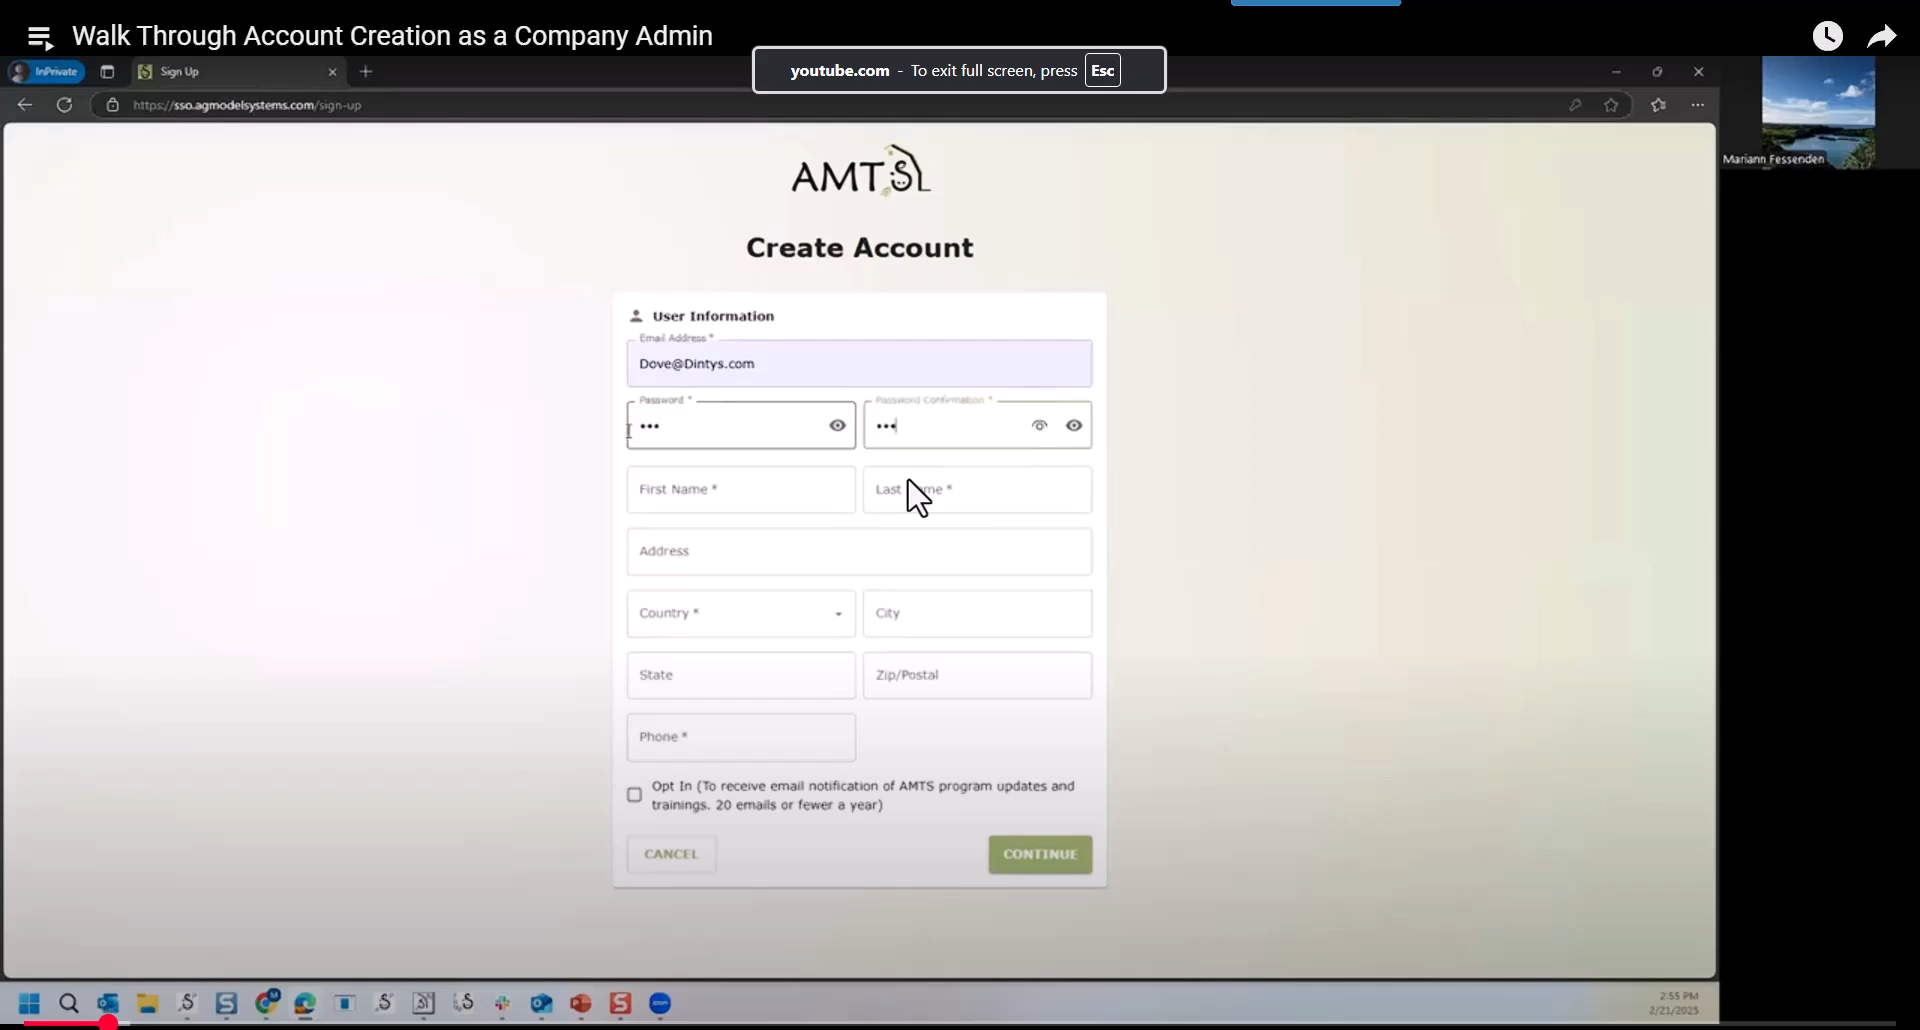 Walk Through Account Creation as a Company Admin
youtube.com - To exit full screen, press Esc
InPrivate
Sign Up
https://sso.agmodelsystems.com/sign-up
Mariann Fessenden
AMTS
Create Account
User Information
Email Address *
Dove@Dintys.com
Password *
Password Confirmation *
First Name *
Last me *
Address
Country *
City
State
Zip/Postal
Phone *
Opt In (To receive email notification of AMTS program updates and
trainings. 20 emails or fewer a year)
CANCEL
CONTINUE
zoom
2:55 PM
2/21/2025